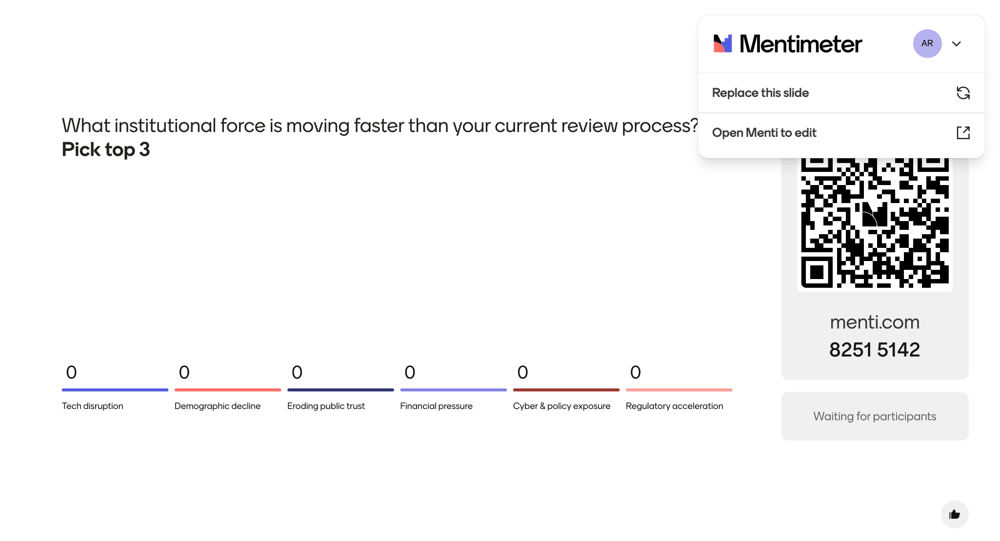 Mentimeter
AR
Replace this slide
Open Menti to edit
What institutional force is moving faster than your current review process?
Pick top 3
menti.com
8251 5142
0
0
0
0
0
0
Tech disruption
Demographic decline
Eroding public trust
Financial pressure
Cyber & policy exposure
Regulatory acceleration
Waiting for participants